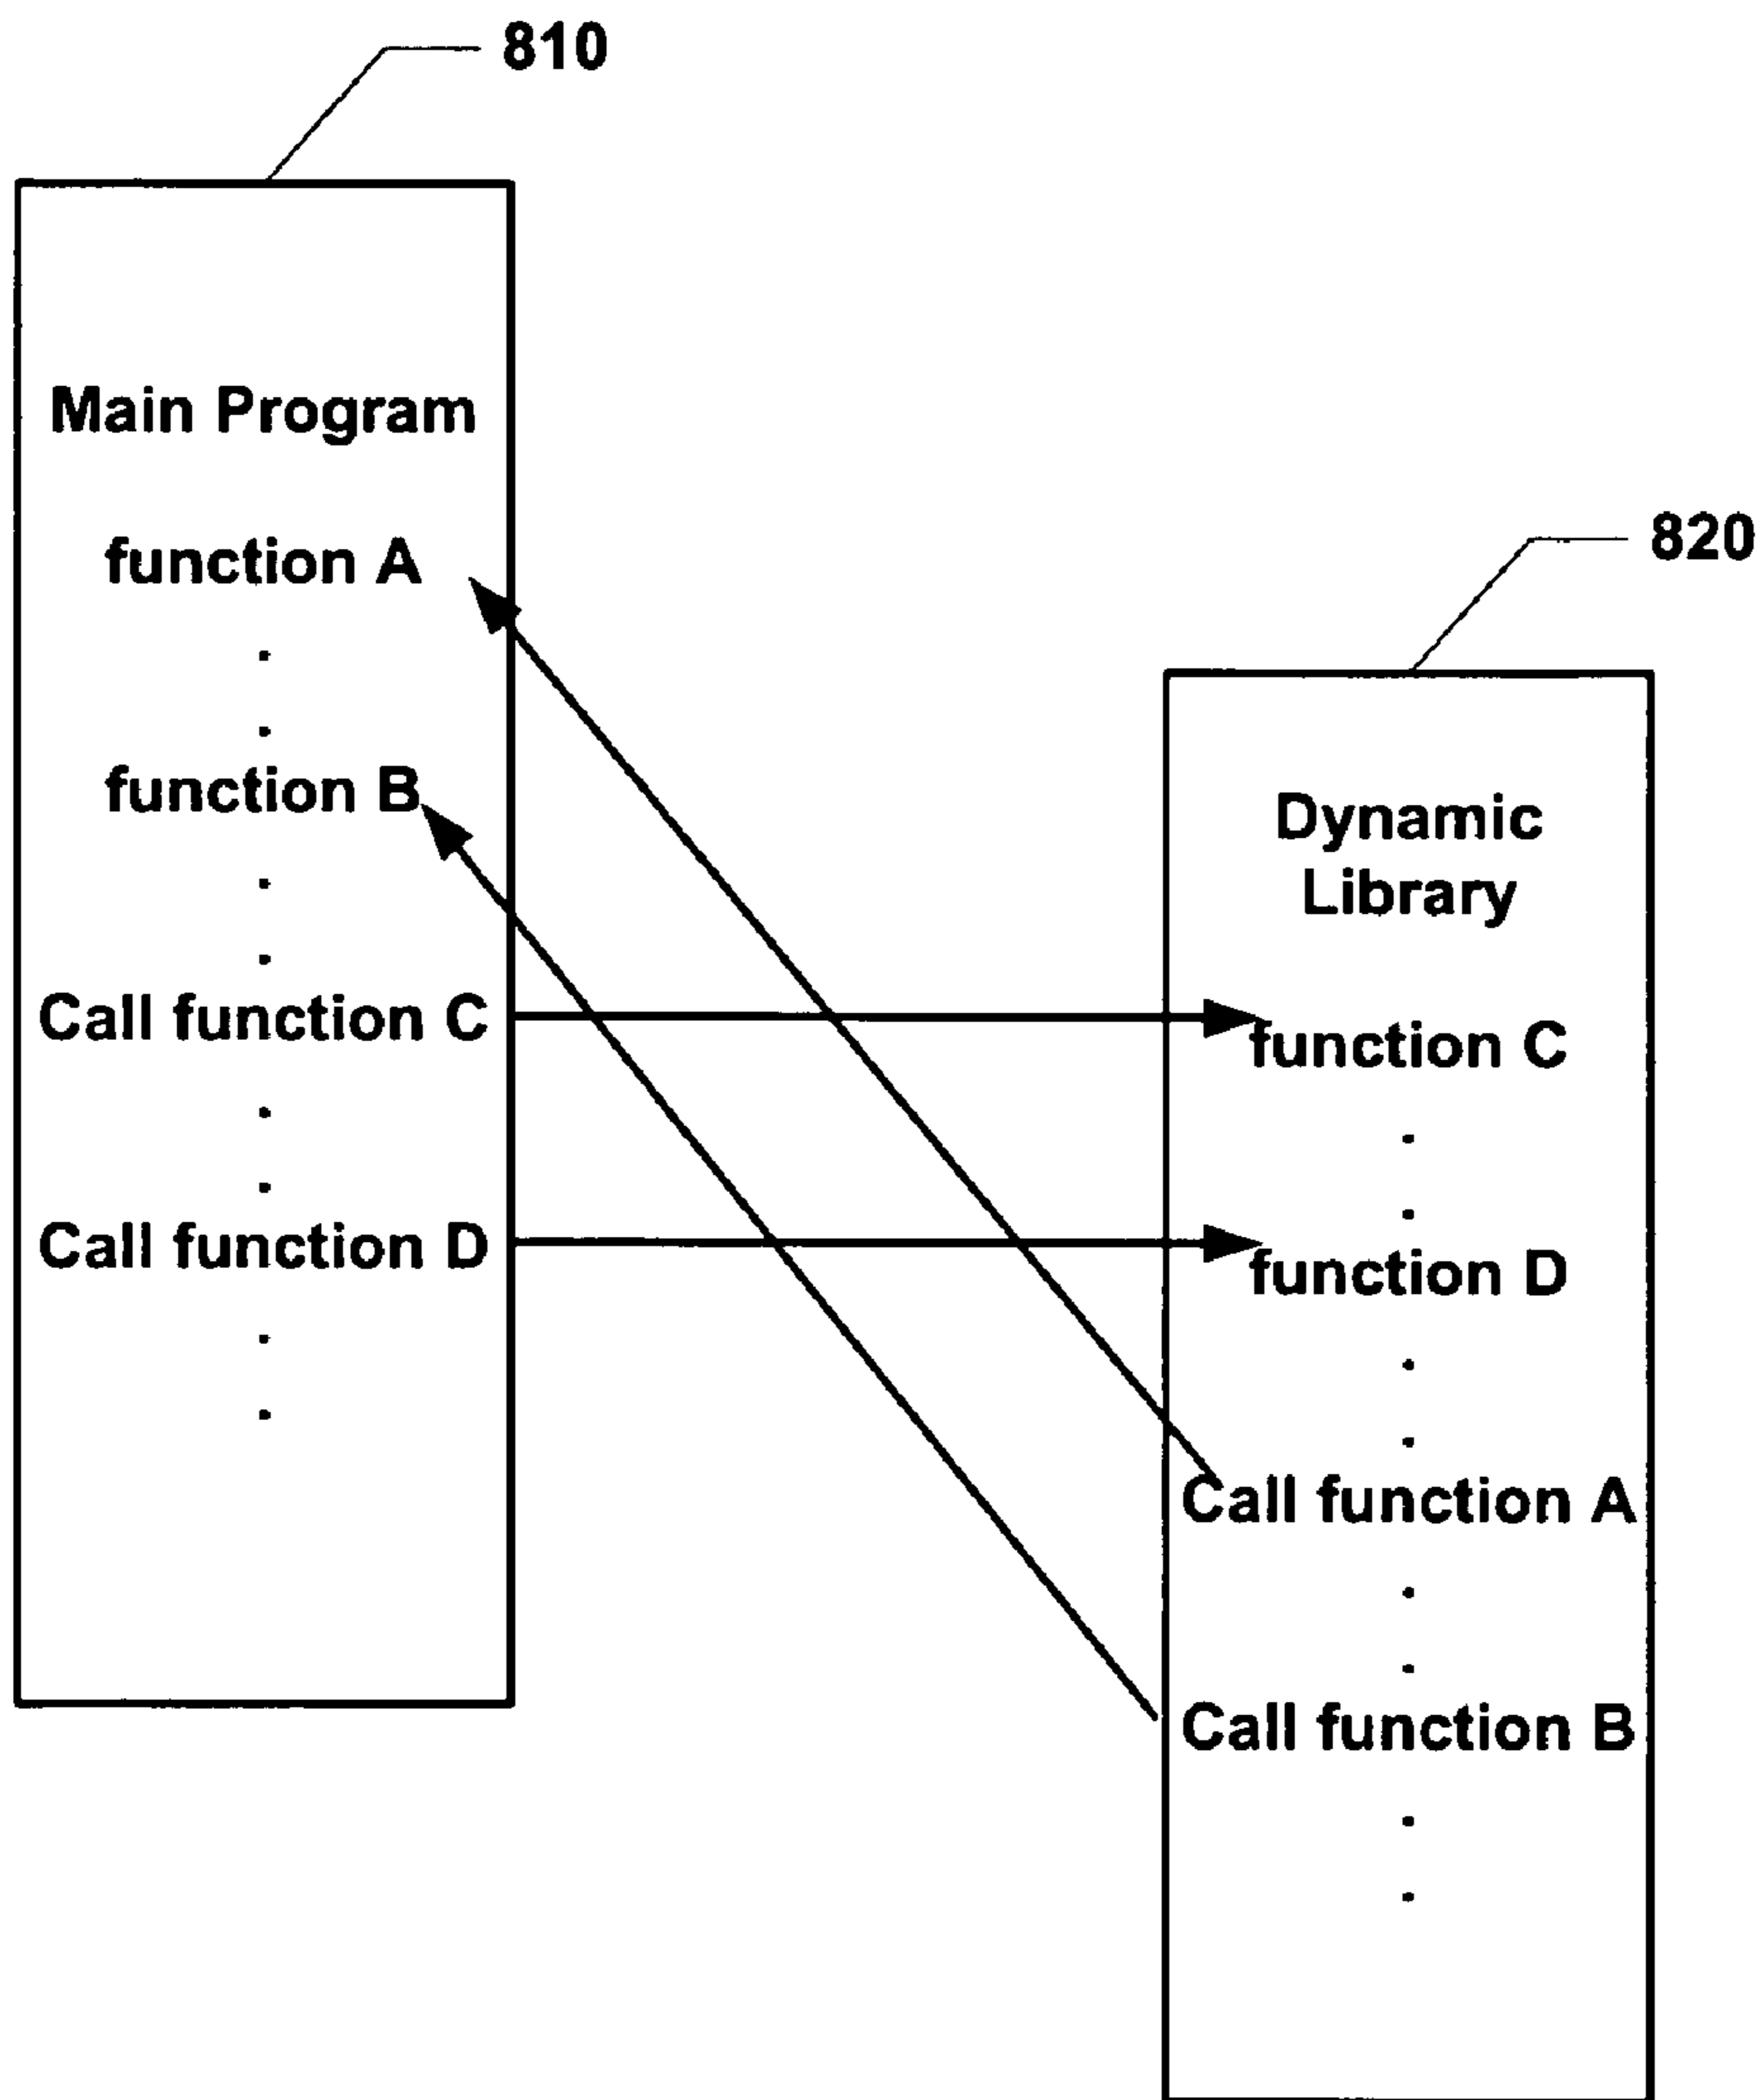 810
Main Program
function A
.
.
function B
.
.
Call function C
.
.
Call function D
.
.
820
Dynamic
Library
function C
.
.
function D
.
.
Call function A
.
.
Call function B
.
.